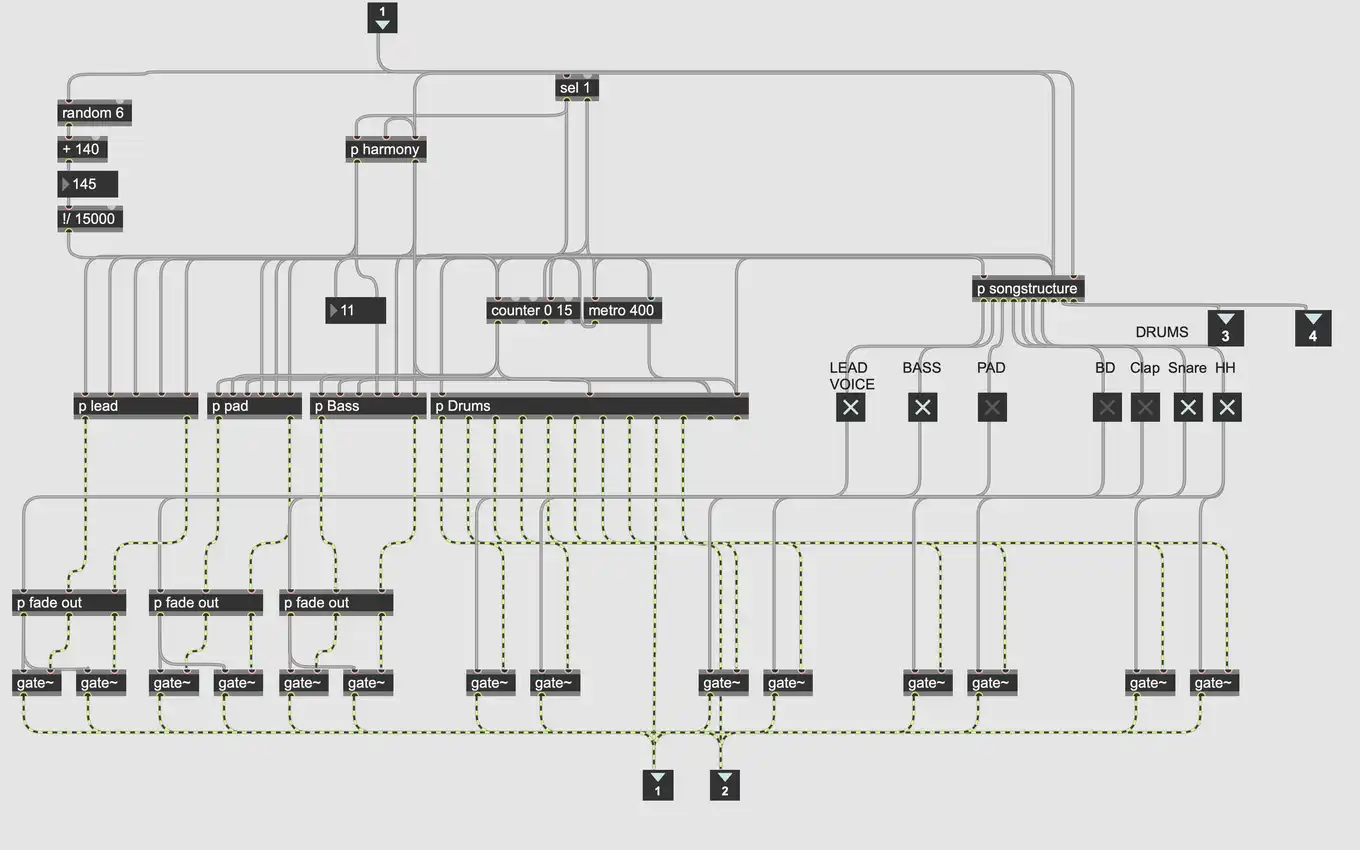 1
sel 1
random 6
+ 140
p harmony
145
!/ 15000
p songstructure
11
counter 0 15
metro 400
DRUMS
3
4
LEAD
VOICE
BASS
PAD
BD
Clap
Snare
HH
p lead
p pad
p Bass
p Drums
p fade out
p fade out
p fade out
gate~
gate~
gate~
gate~
gate~
gate~
gate~
gate~
gate~
gate~
gate~
gate~
gate~
gate~
1
2